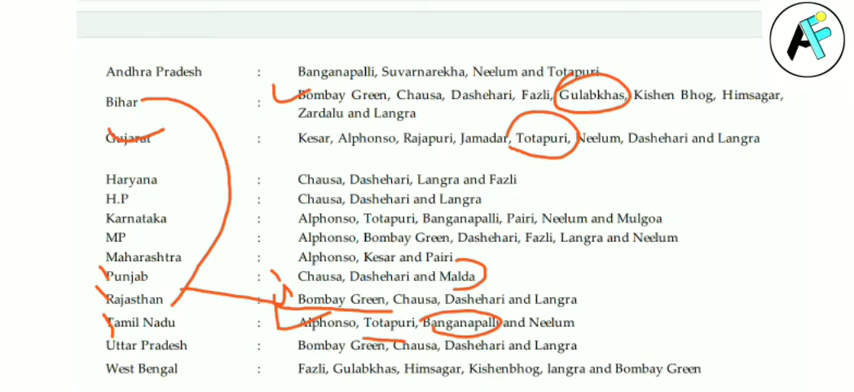 AF
Andhra Pradesh : Banganapalli, Suvarnarekha, Neelum and Totapuri
Bihar : Bombay Green, Chausa, Dashehari, Fazli, Gulabkhas, Kishen Bhog, Himsagar,
Zardalu and Langra
Gujarat : Kesar, Alphonso, Rajapuri, Jamadar, Totapuri, Neelum, Dashehari and Langra
Haryana : Chausa, Dashehari, Langra and Fazli
H.P : Chausa, Dashehari and Langra
Karnataka : Alphonso, Totapuri, Banganapalli, Pairi, Neelum and Mulgoa
MP : Alphonso, Bombay Green, Dashehari, Fazli, Langra and Neelum
Maharashtra : Alphonso, Kesar and Pairi
Punjab : Chausa, Dashehari and Malda
Rajasthan : Bombay Green, Chausa, Dashehari and Langra
Tamil Nadu : Alphonso, Totapuri, Banganapalli and Neelum
Uttar Pradesh : Bombay Green, Chausa, Dashehari and Langra
West Bengal : Fazli, Gulabkhas, Himsagar, Kishenbhog, langra and Bombay Green